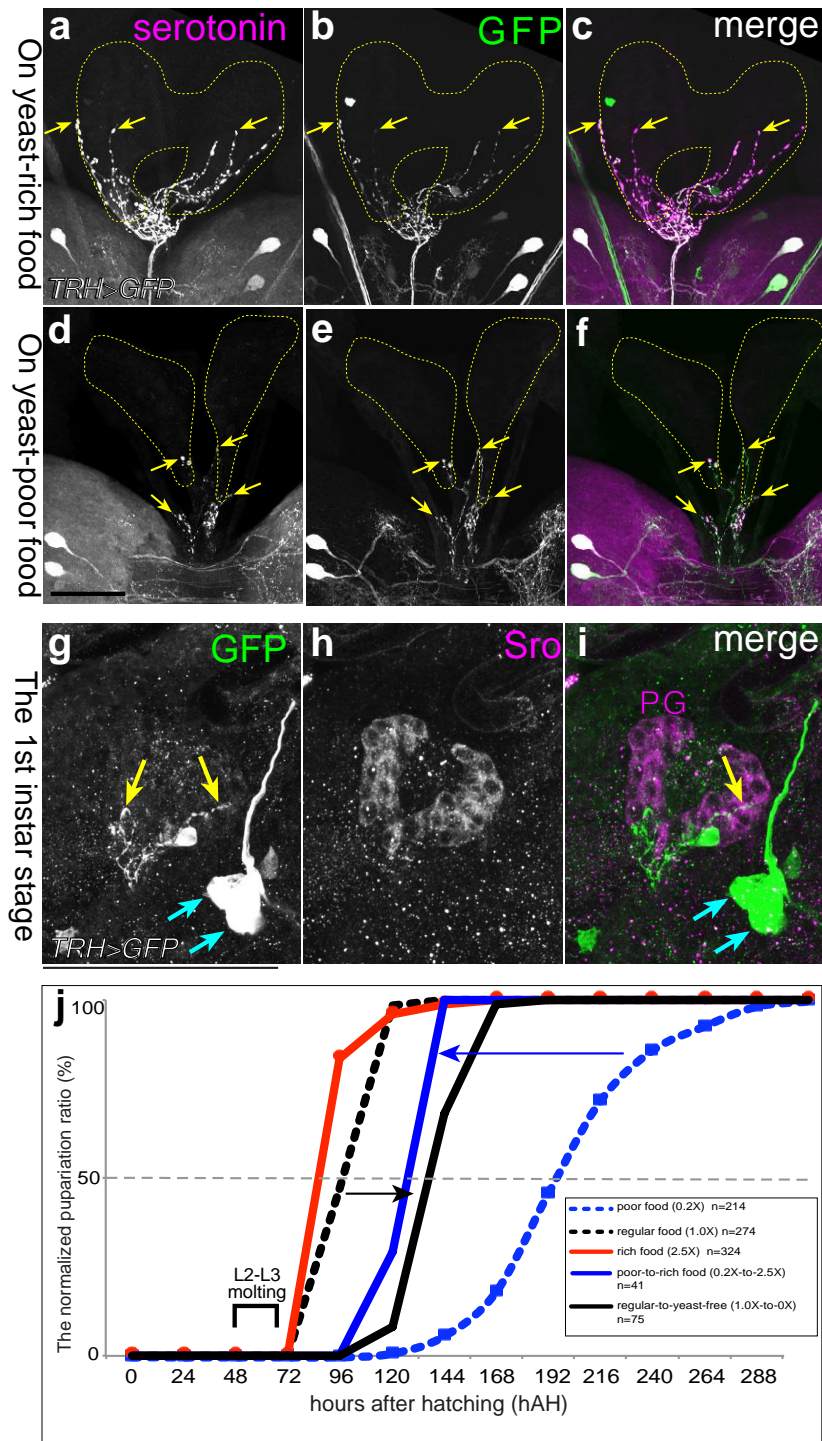 a serotonin
b GFP
c merge
On yeast-rich food
TRH>GFP
d
e
f
On yeast-poor food
g GFP
h Sro
i merge
PG
The 1st instar stage
TRH>GFP
j
The normalized pupariation ratio (%)
100
50
0
L2-L3
molting
poor food (0.2X) n=214
regular food (1.0X) n=274
rich food (2.5X) n=324
poor-to-rich food (0.2X-to-2.5X)
n=41
regular-to-yeast-free (1.0X-to-0X)
n=75
0 24 48 72 96 120 144 168 192 216 240 264 288
hours after hatching (hAH)